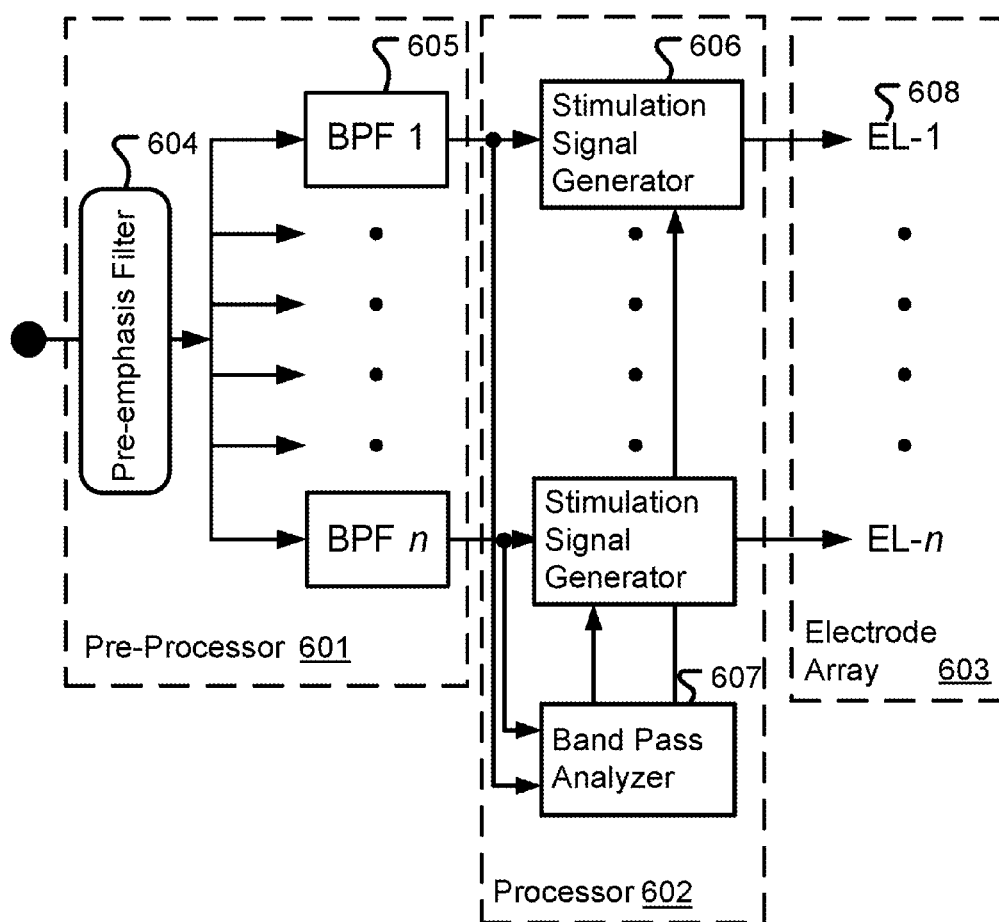 605
606
608
604
BPF 1
Stimulation
Signal
Generator
EL-1
Pre-emphasis Filter
BPF n
Stimulation
Signal
Generator
EL-n
Pre-Processor 601
Electrode
Array 603
607
Band Pass
Analyzer
Processor 602